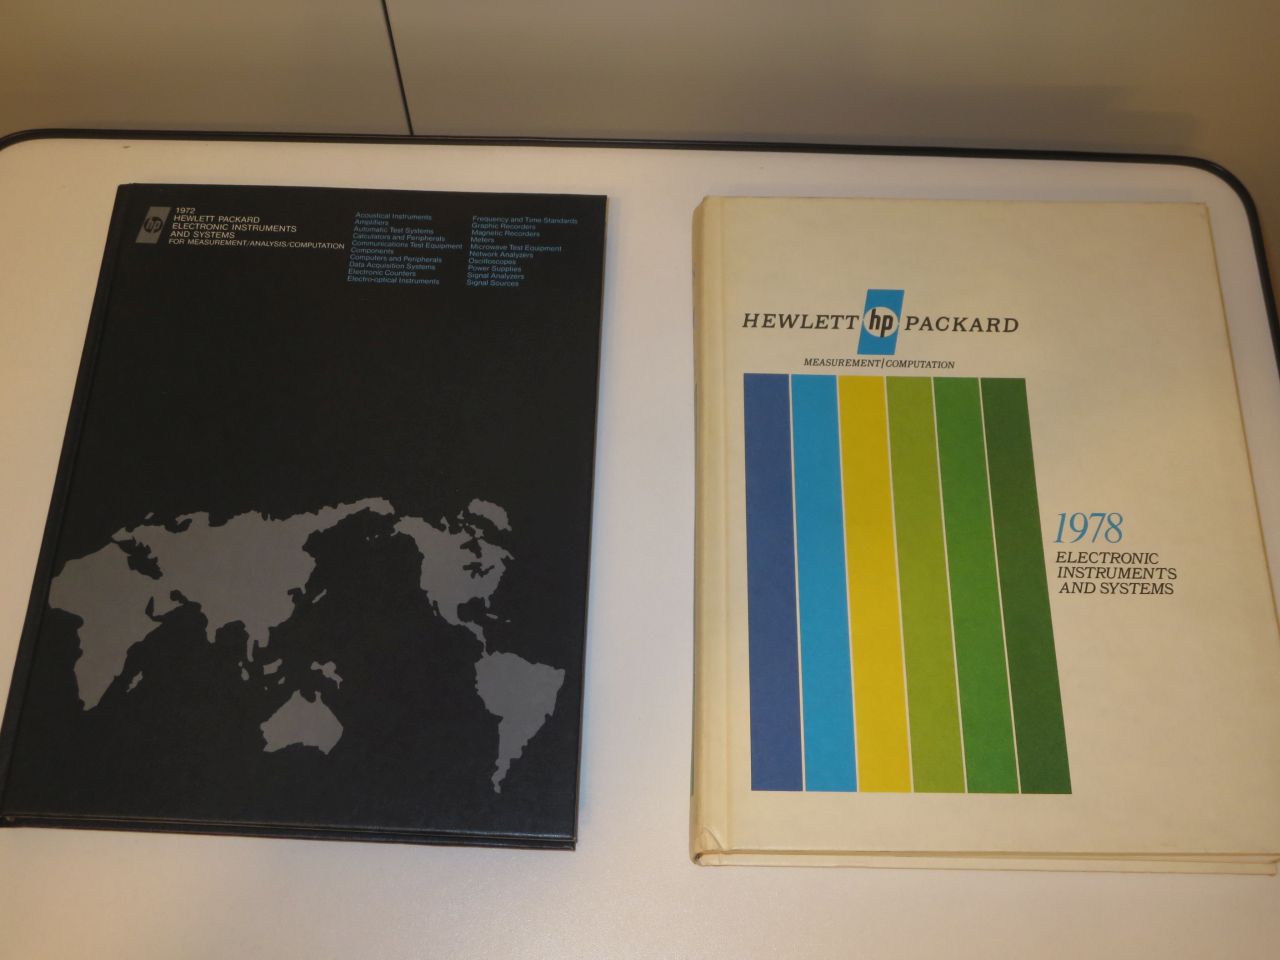 hp
1972
HEWLETT PACKARD
ELECTRONIC INSTRUMENTS
AND SYSTEMS
FOR MEASUREMENT/ANALYSIS/COMPUTATION
Acoustical Instruments
Amplifiers
Automatic Test Systems
Calculators and Peripherals
Communications Test Equipment
Components
Computers and Peripherals
Data Acquisition Systems
Electronic Counters
Electro-optical Instruments
Frequency and Time Standards
Graphic Recorders
Magnetic Recorders
Meters
Microwave Test Equipment
Network Analyzers
Oscilloscopes
Power Supplies
Signal Analyzers
Signal Sources
HEWLETT hp PACKARD
MEASUREMENT/COMPUTATION
1978
ELECTRONIC
INSTRUMENTS
AND SYSTEMS